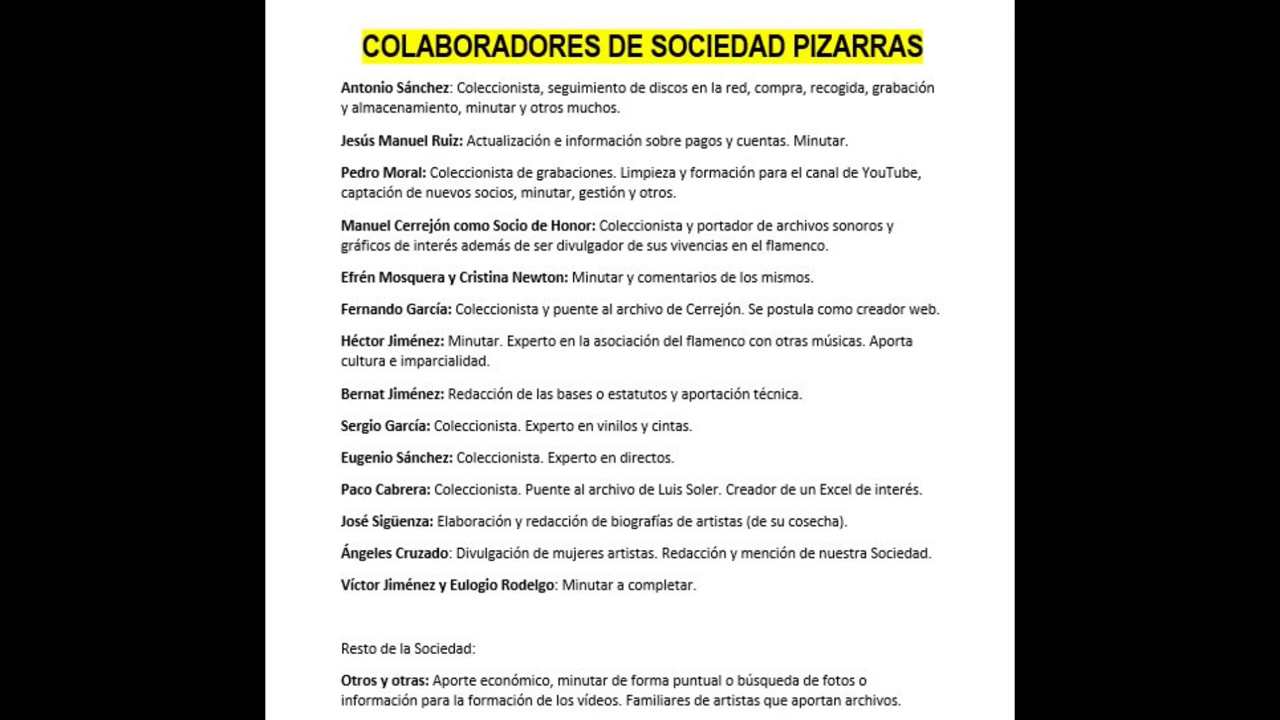 COLABORADORES DE SOCIEDAD PIZARRAS
Antonio Sánchez: Coleccionista, seguimiento de discos en la red, compra, recogida, grabación
y almacenamiento, minutar y otros muchos.
Jesús Manuel Ruiz: Actualización e información sobre pagos y cuentas. Minutar.
Pedro Moral: Coleccionista de grabaciones. Limpieza y formación para el canal de YouTube,
captación de nuevos socios, minutar, gestión y otros.
Manuel Cerrejón como Socio de Honor: Coleccionista y portador de archivos sonoros y
gráficos de interés además de ser divulgador de sus vivencias en el flamenco.
Efrén Mosquera y Cristina Newton: Minutar y comentarios de los mismos.
Fernando García: Coleccionista y puente al archivo de Cerrejón. Se postula como creador web.
Héctor Jiménez: Minutar. Experto en la asociación del flamenco con otras músicas. Aporta
cultura e imparcialidad.
Bernat Jiménez: Redacción de las bases o estatutos y aportación técnica.
Sergio García: Coleccionista. Experto en vinilos y cintas.
Eugenio Sánchez: Coleccionista. Experto en directos.
Paco Cabrera: Coleccionista. Puente al archivo de Luis Soler. Creador de un Excel de interés.
José Sigüenza: Elaboración y redacción de biografías de artistas (de su cosecha).
Ángeles Cruzado: Divulgación de mujeres artistas. Redacción y mención de nuestra Sociedad.
Víctor Jiménez y Eulogio Rodelgo: Minutar a completar.
Resto de la Sociedad:
Otros y otras: Aporte económico, minutar de forma puntual o búsqueda de fotos o
información para la formación de los vídeos. Familiares de artistas que aportan archivos.